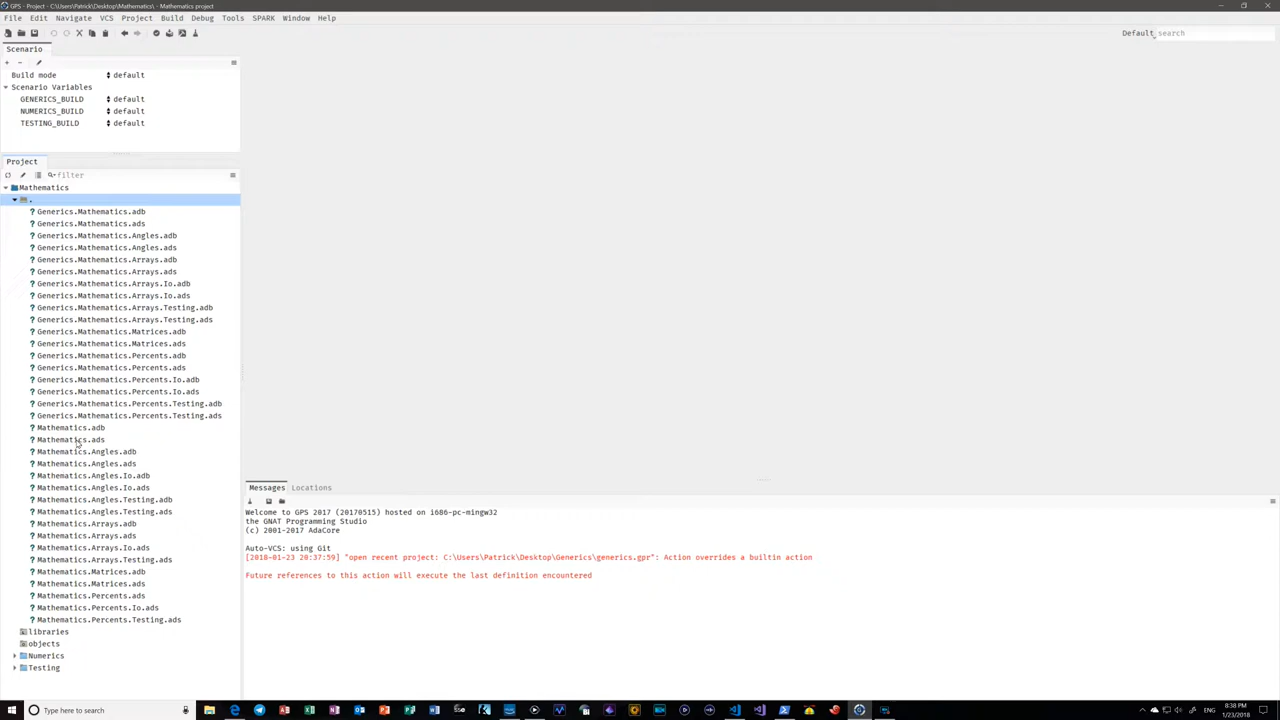 GPS - Project - C:\Users\Patrick\Desktop\Mathematics\ - Mathematics project
File Edit Navigate VCS Project Build Debug Tools SPARK Window Help
Default search
Scenario
Build mode default
Scenario Variables
GENERICS_BUILD default
NUMERICS_BUILD default
TESTING_BUILD default
Project
filter
Mathematics
.
Generics.Mathematics.adb
Generics.Mathematics.ads
Generics.Mathematics.Angles.adb
Generics.Mathematics.Angles.ads
Generics.Mathematics.Arrays.adb
Generics.Mathematics.Arrays.ads
Generics.Mathematics.Arrays.Io.adb
Generics.Mathematics.Arrays.Io.ads
Generics.Mathematics.Arrays.Testing.adb
Generics.Mathematics.Arrays.Testing.ads
Generics.Mathematics.Matrices.adb
Generics.Mathematics.Matrices.ads
Generics.Mathematics.Percents.adb
Generics.Mathematics.Percents.ads
Generics.Mathematics.Percents.Io.adb
Generics.Mathematics.Percents.Io.ads
Generics.Mathematics.Percents.Testing.adb
Generics.Mathematics.Percents.Testing.ads
Mathematics.adb
Mathematics.ads
Mathematics.Angles.adb
Mathematics.Angles.ads
Mathematics.Angles.Io.adb
Mathematics.Angles.Io.ads
Mathematics.Angles.Testing.adb
Mathematics.Angles.Testing.ads
Mathematics.Arrays.adb
Mathematics.Arrays.ads
Mathematics.Arrays.Io.ads
Mathematics.Arrays.Testing.ads
Mathematics.Matrices.adb
Mathematics.Matrices.ads
Mathematics.Percents.ads
Mathematics.Percents.Io.ads
Mathematics.Percents.Testing.ads
libraries
objects
Numerics
Testing
Messages Locations
Welcome to GPS 2017 (20170515) hosted on i686-pc-mingw32
the GNAT Programming Studio
(c) 2001-2017 AdaCore
Auto-VCS: using Git
[2018-01-23 20:37:59] "open recent project: C:\Users\Patrick\Desktop\Generics\generics.gpr": Action overrides a builtin action
Future references to this action will execute the last definition encountered
Type here to search
ENG
8:38 PM
1/23/2018